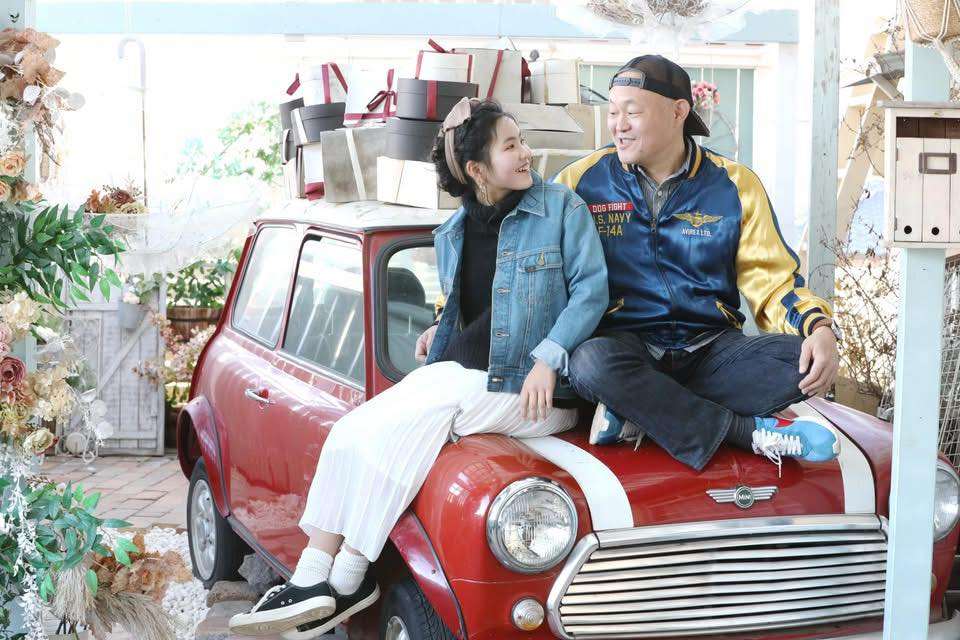 DOG FIGHT
U.S. NAVY
F-14A
AVIREX LTD.
MINI